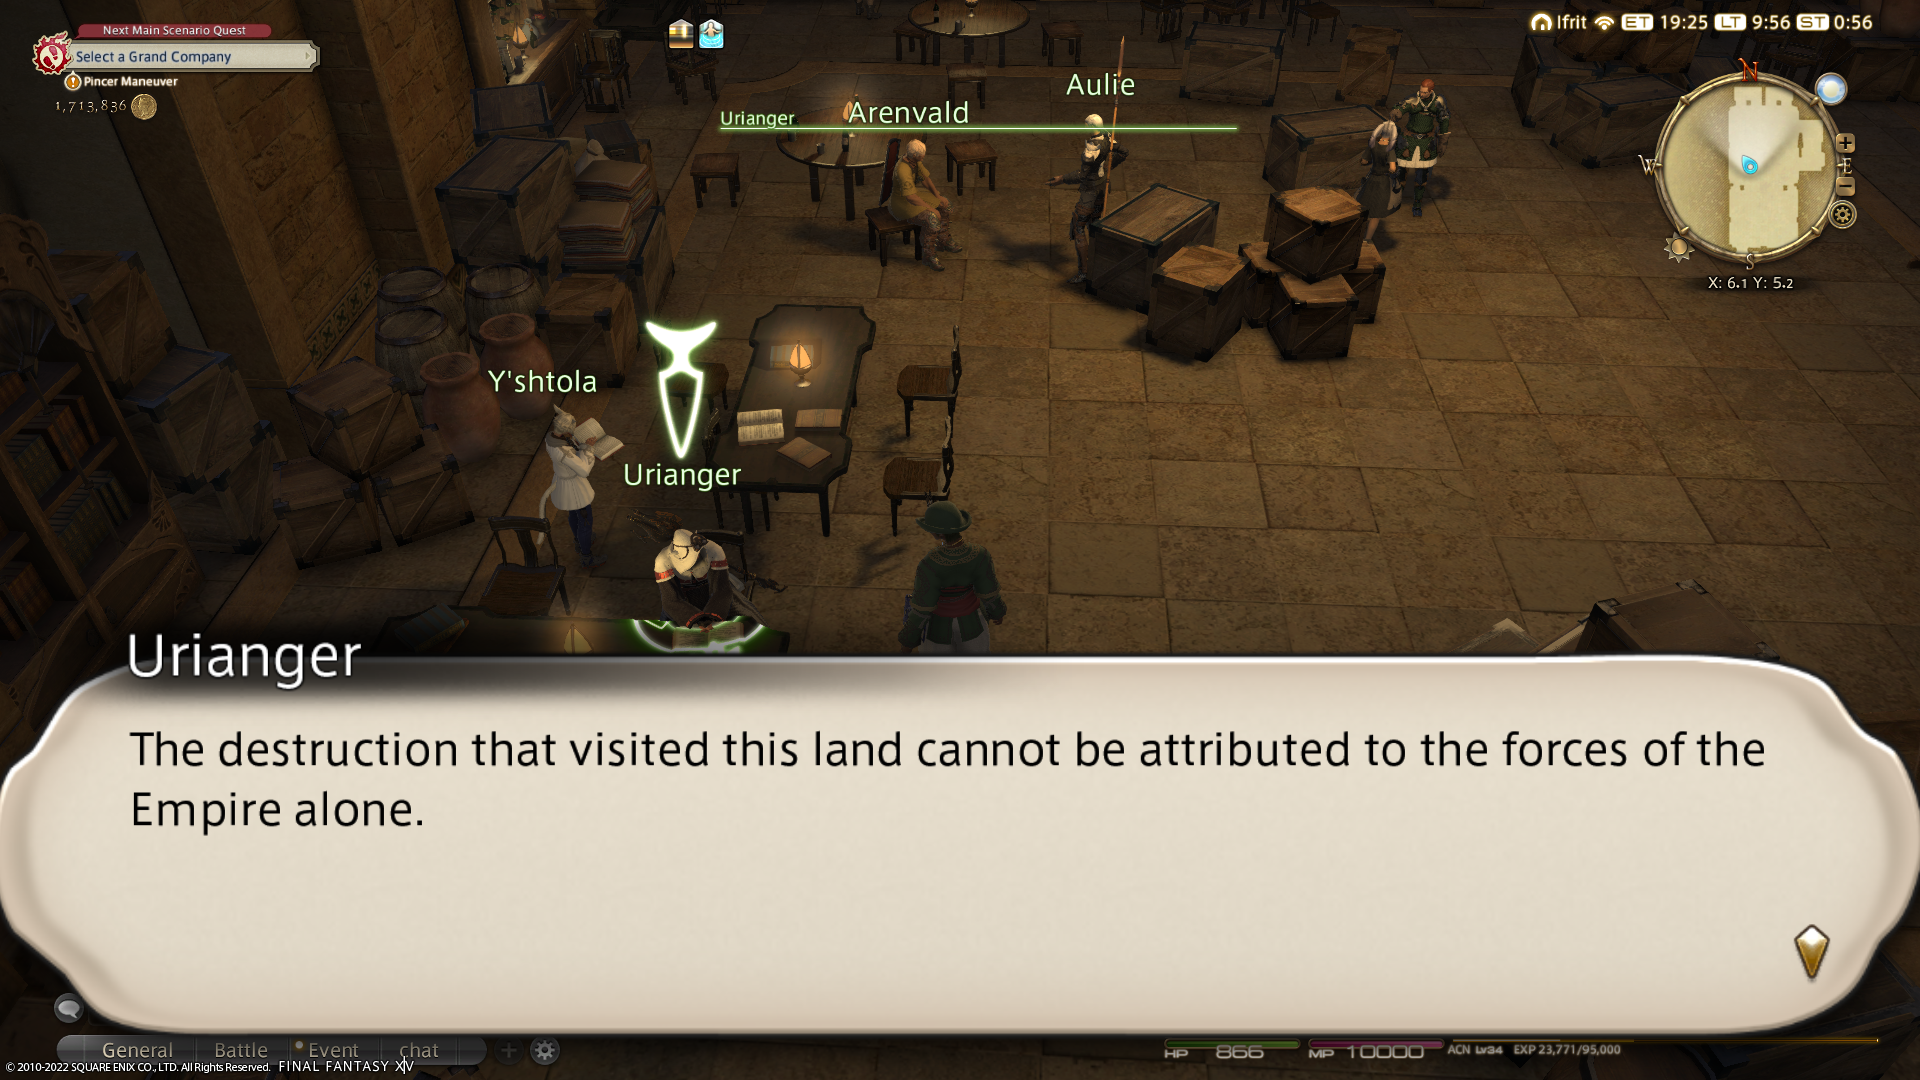 Next Main Scenario Quest
Select a Grand Company
Pincer Maneuver
1,713,836
Ifrit ET 19:25 LT 9:56 ST 0:56
N
W
E
S
X: 6.1 Y: 5.2
Aulie
Arenvald
Urianger
Y'shtola
Urianger
Urianger
The destruction that visited this land cannot be attributed to the forces of the
Empire alone.
General Battle Event chat
HP 866 MP 10000 ACN Lv34 EXP 23,771/95,000
© 2010-2022 SQUARE ENIX CO., LTD. All Rights Reserved. FINAL FANTASY XIV